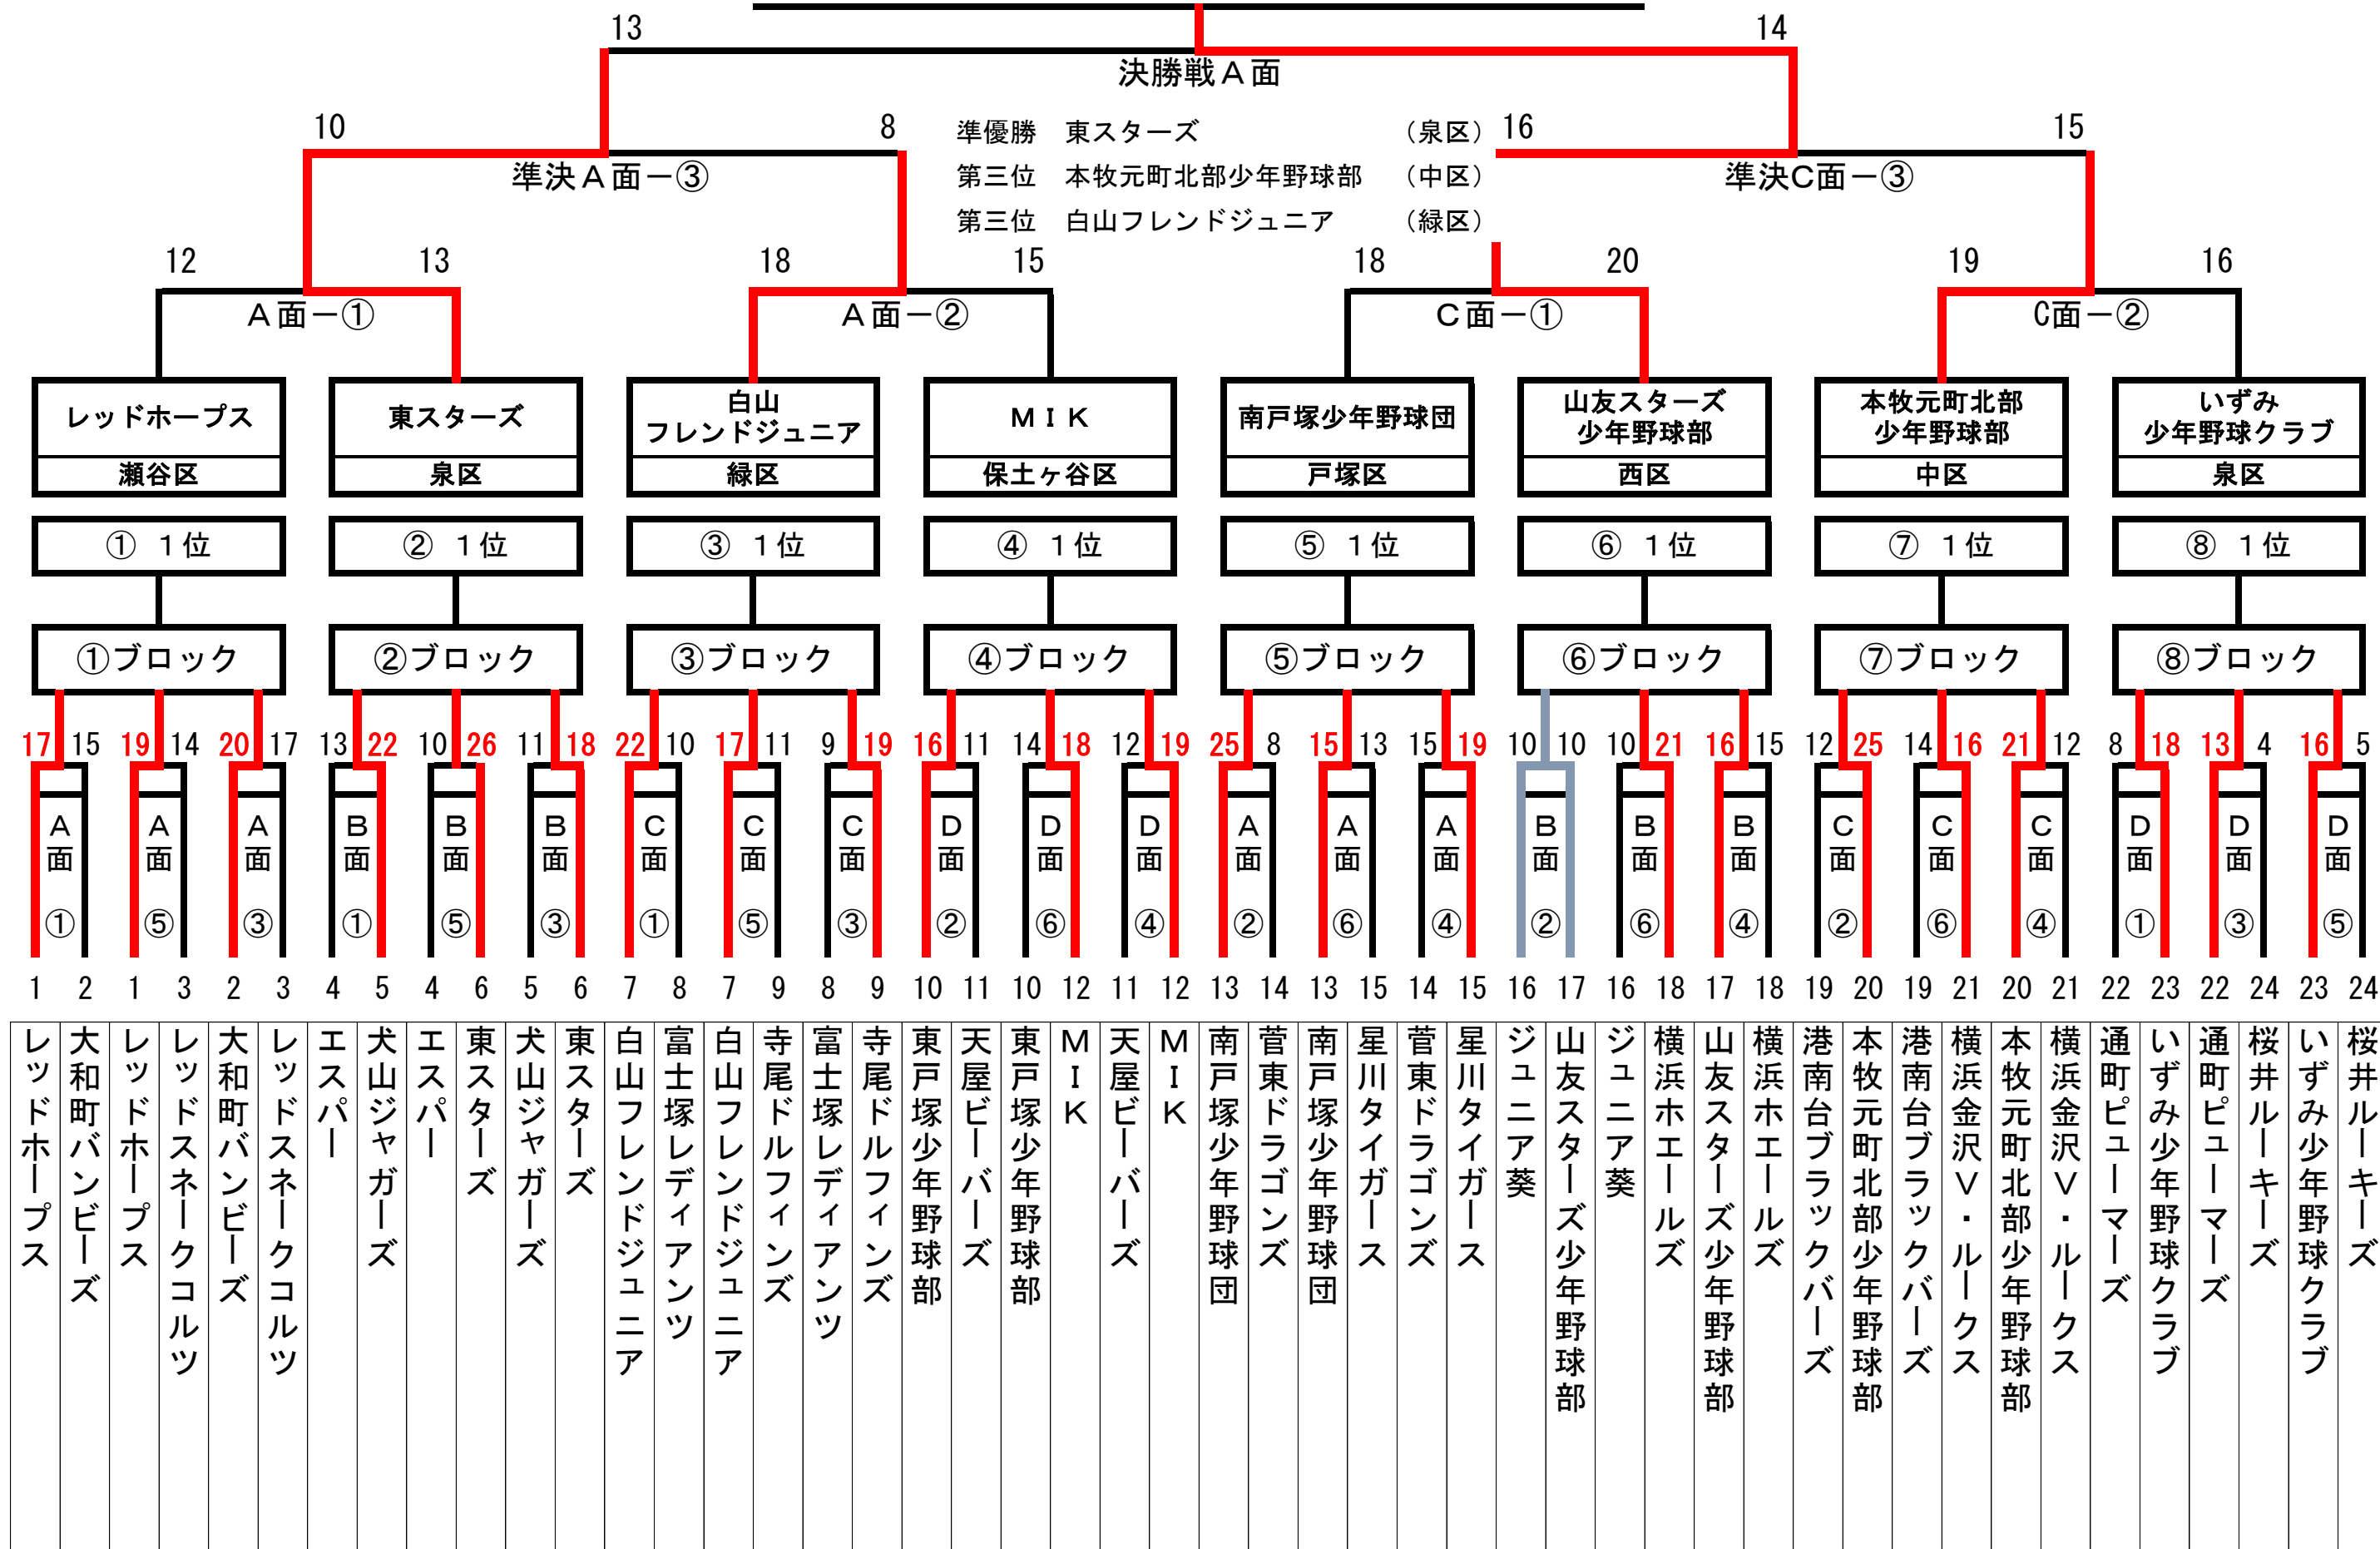 13 14
決勝戦A面
10 8 準優勝 東スターズ （泉区） 16 15
準決A面－③ 第三位 本牧元町北部少年野球部 （中区） 準決C面－③
第三位 白山フレンドジュニア （緑区）
12 13 18 15 18 20 19 16
A面－① A面－② C面－① C面－②
レッドホープス 東スターズ 白山フレンドジュニア MIK 南戸塚少年野球団 山友スターズ少年野球部 本牧元町北部少年野球部 いずみ少年野球クラブ
瀬谷区 泉区 緑区 保土ヶ谷区 戸塚区 西区 中区 泉区
① 1位 ② 1位 ③ 1位 ④ 1位 ⑤ 1位 ⑥ 1位 ⑦ 1位 ⑧ 1位
①ブロック ②ブロック ③ブロック ④ブロック ⑤ブロック ⑥ブロック ⑦ブロック ⑧ブロック
17 15 19 14 20 17 13 22 10 26 11 18 22 10 17 11 9 19 16 11 14 18 12 19 25 8 15 13 15 19 10 10 10 21 16 15 12 25 14 16 21 12 8 18 13 4 16 5
A面① A面⑤ A面③ B面① B面⑤ B面③ C面① C面⑤ C面③ D面② D面⑥ D面④ A面② A面⑥ A面④ B面② B面⑥ B面④ C面② C面⑥ C面④ D面① D面③ D面⑤
1 2 1 3 2 3 4 5 4 6 5 6 7 8 7 9 8 9 10 11 10 12 11 12 13 14 13 15 14 15 16 17 16 18 17 18 19 20 19 21 20 21 22 23 22 24 23 24
レッドホープス
大和町バンビーズ
レッドホープス
レッドスネークコルツ
大和町バンビーズ
レッドスネークコルツ
エスパー
犬山ジャガーズ
エスパー
東スターズ
犬山ジャガーズ
東スターズ
白山フレンドジュニア
富士塚レディアンツ
白山フレンドジュニア
寺尾ドルフィンズ
富士塚レディアンツ
寺尾ドルフィンズ
東戸塚少年野球部
天屋ビーバーズ
東戸塚少年野球部
MIK
天屋ビーバーズ
MIK
南戸塚少年野球団
菅東ドラゴンズ
南戸塚少年野球団
星川タイガース
菅東ドラゴンズ
星川タイガース
ジュニア葵
山友スターズ少年野球部
ジュニア葵
横浜ホエールズ
山友スターズ少年野球部
横浜ホエールズ
港南台ブラックバーズ
本牧元町北部少年野球部
港南台ブラックバーズ
横浜金沢V・ルークス
本牧元町北部少年野球部
横浜金沢V・ルークス
通町ピューマーズ
いずみ少年野球クラブ
通町ピューマーズ
桜井ルーキーズ
いずみ少年野球クラブ
桜井ルーキーズ